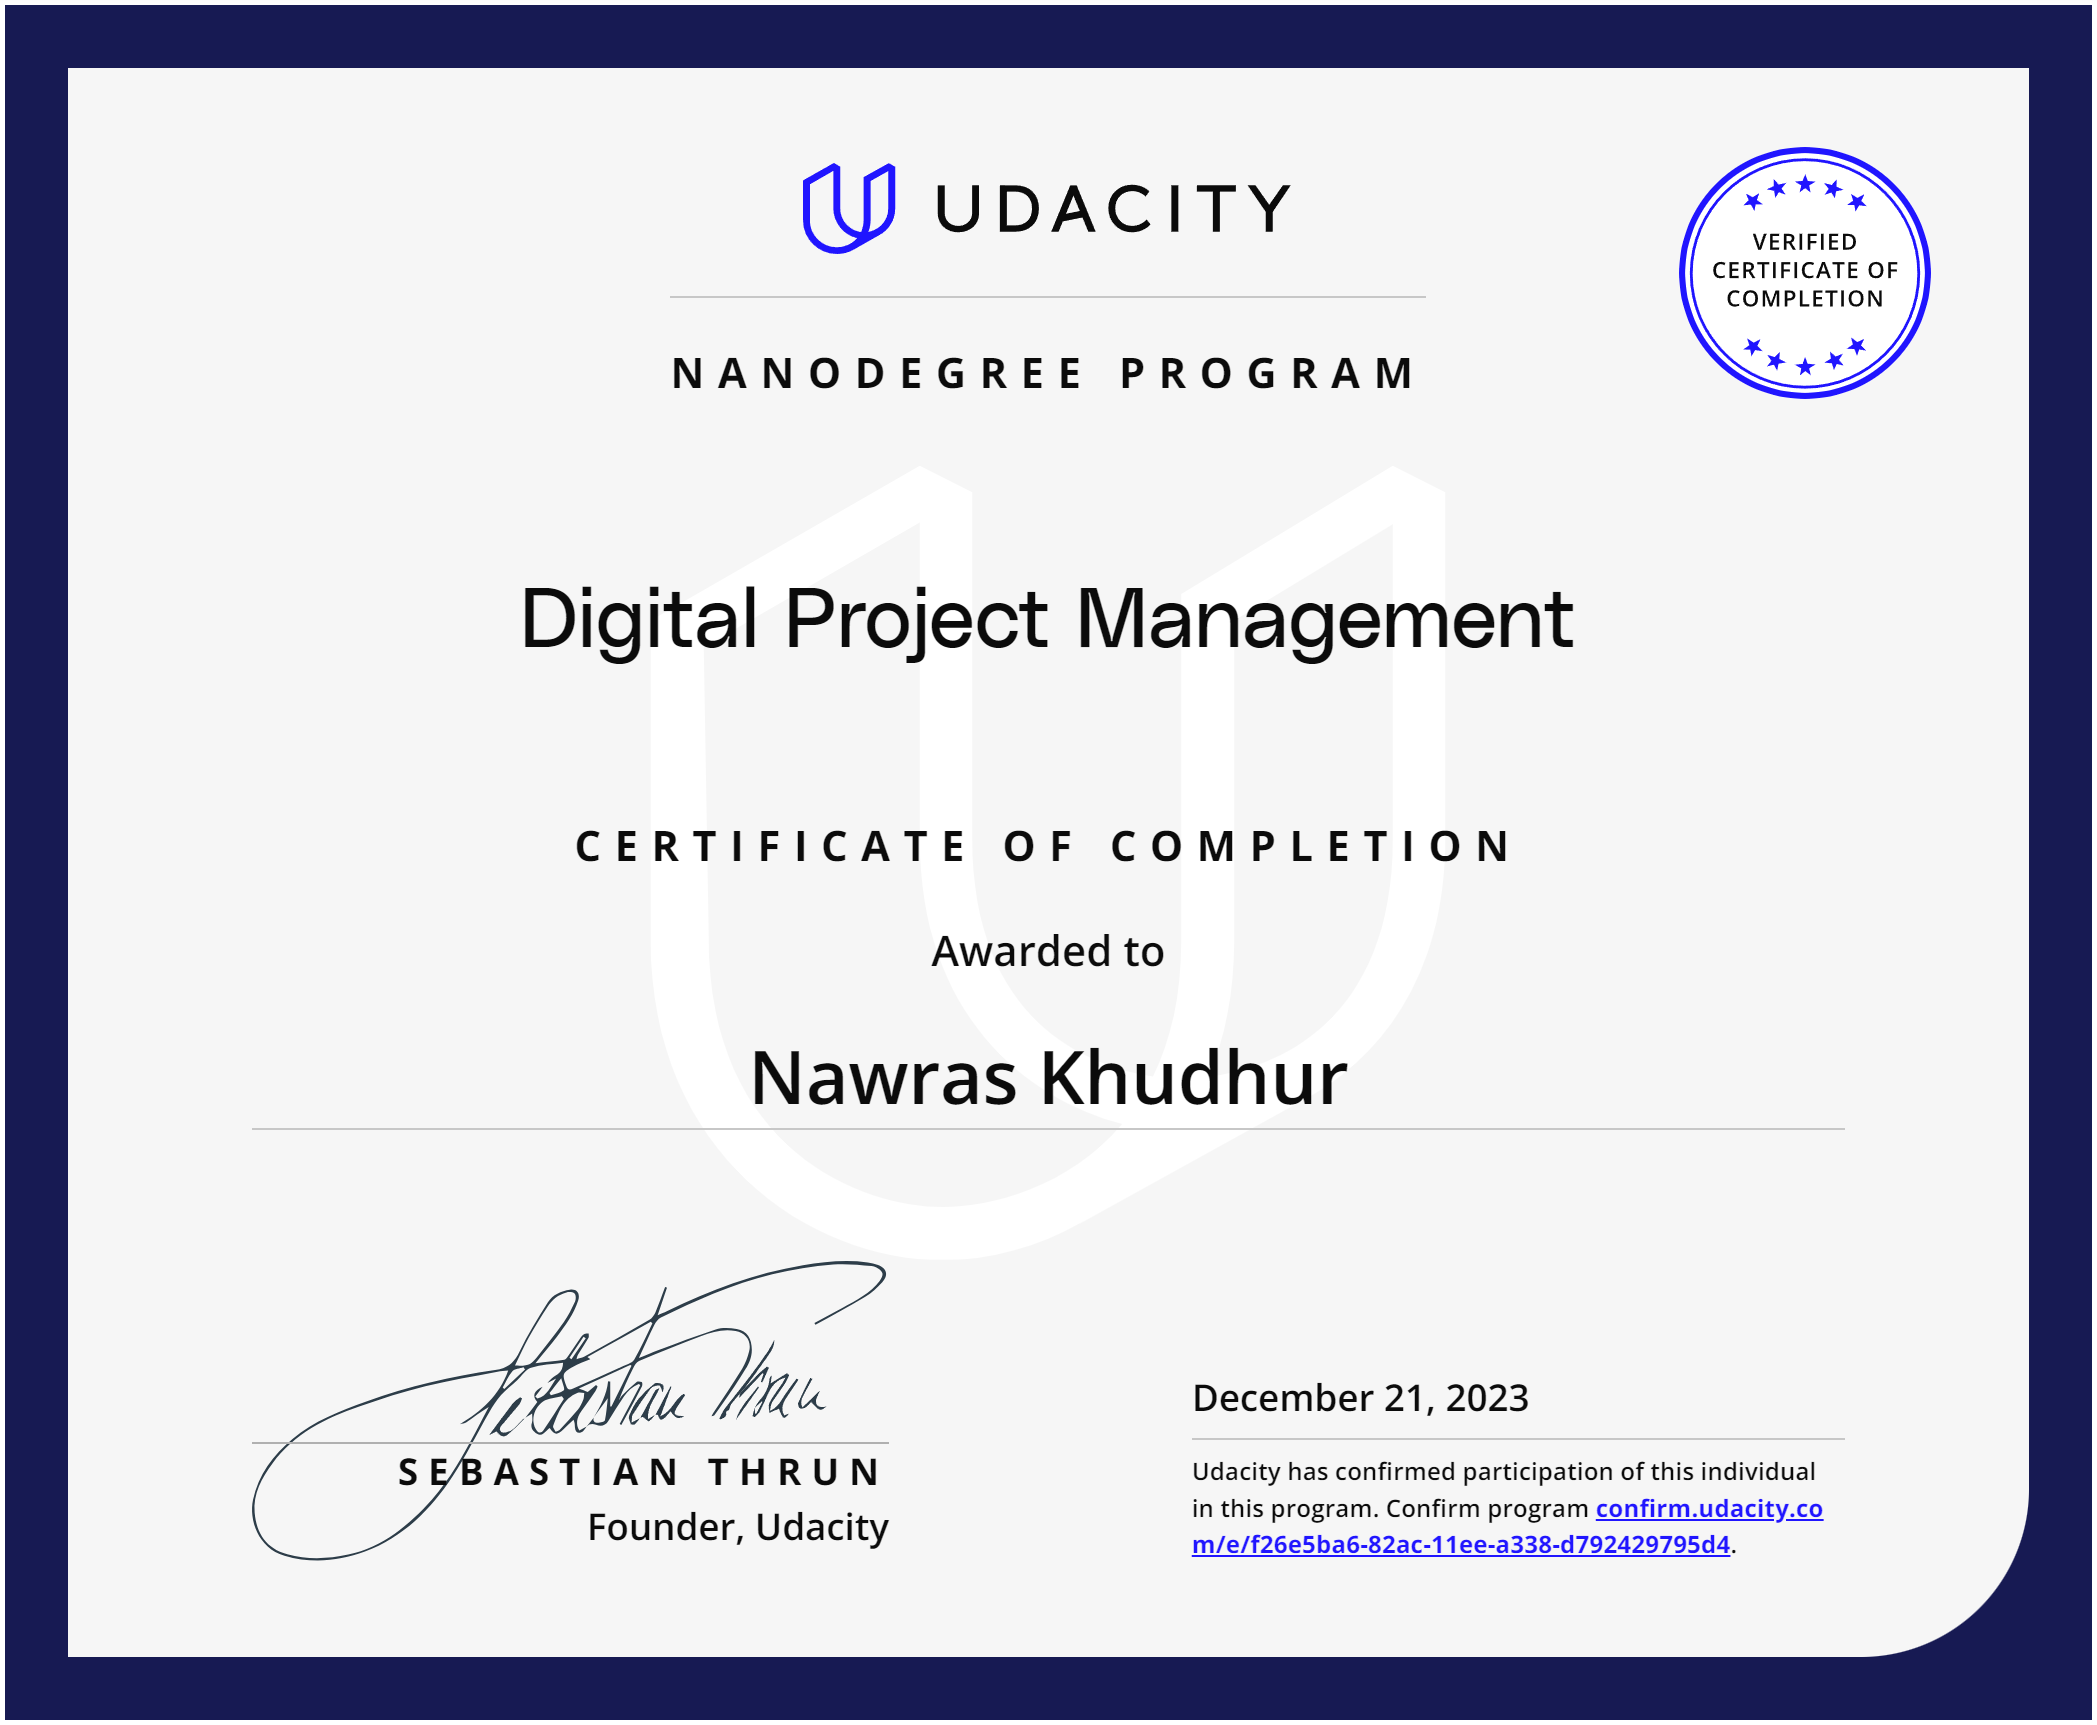 UDACITY
VERIFIED
CERTIFICATE OF
COMPLETION
NANODEGREE PROGRAM
Digital Project Management
CERTIFICATE OF COMPLETION
Awarded to
Nawras Khudhur
Sebastian Thrun
SEBASTIAN THRUN
Founder, Udacity
December 21, 2023
Udacity has confirmed participation of this individual
in this program. Confirm program confirm.udacity.co
m/e/f26e5ba6-82ac-11ee-a338-d792429795d4.